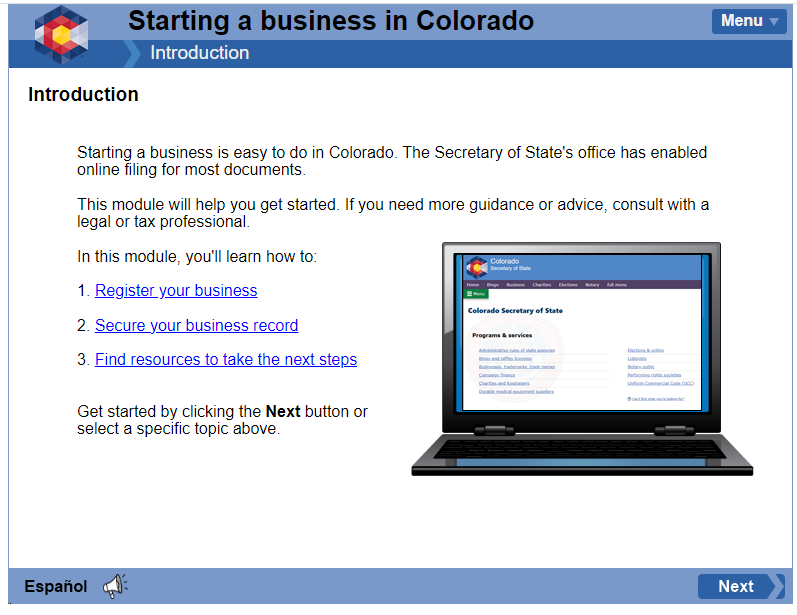 Starting a business in Colorado
Menu
Introduction
Introduction
Starting a business is easy to do in Colorado. The Secretary of State's office has enabled
online filing for most documents.
This module will help you get started. If you need more guidance or advice, consult with a
legal or tax professional.
In this module, you'll learn how to:
1. Register your business
2. Secure your business record
3. Find resources to take the next steps
Get started by clicking the Next button or
select a specific topic above.
Colorado
Secretary of State
Home Bingo Business Charities Elections Notary full menu
Menu
Colorado Secretary of State
Programs & services
Administrative rules of state agencies
Bingo and raffles licensing
Businesses, trademarks, trade names
Campaign finance
Charities and fundraisers
Durable medical equipment suppliers
Elections & voting
Lobbyists
Notary public
Performing rights societies
Uniform Commercial Code (UCC)
Can't find what you're looking for?
Español
Next